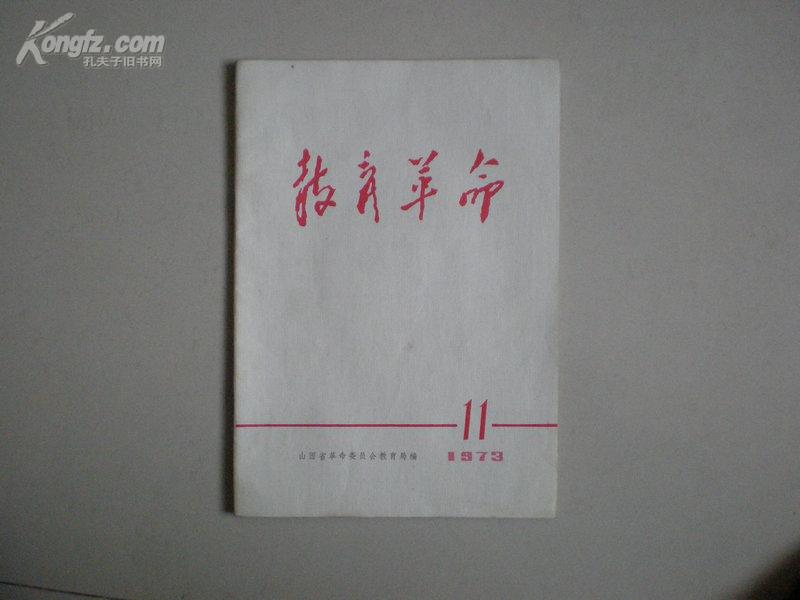 Kongfz.com
孔夫子旧书网
教育革命
11
山西省革命委员会教育局编
1973